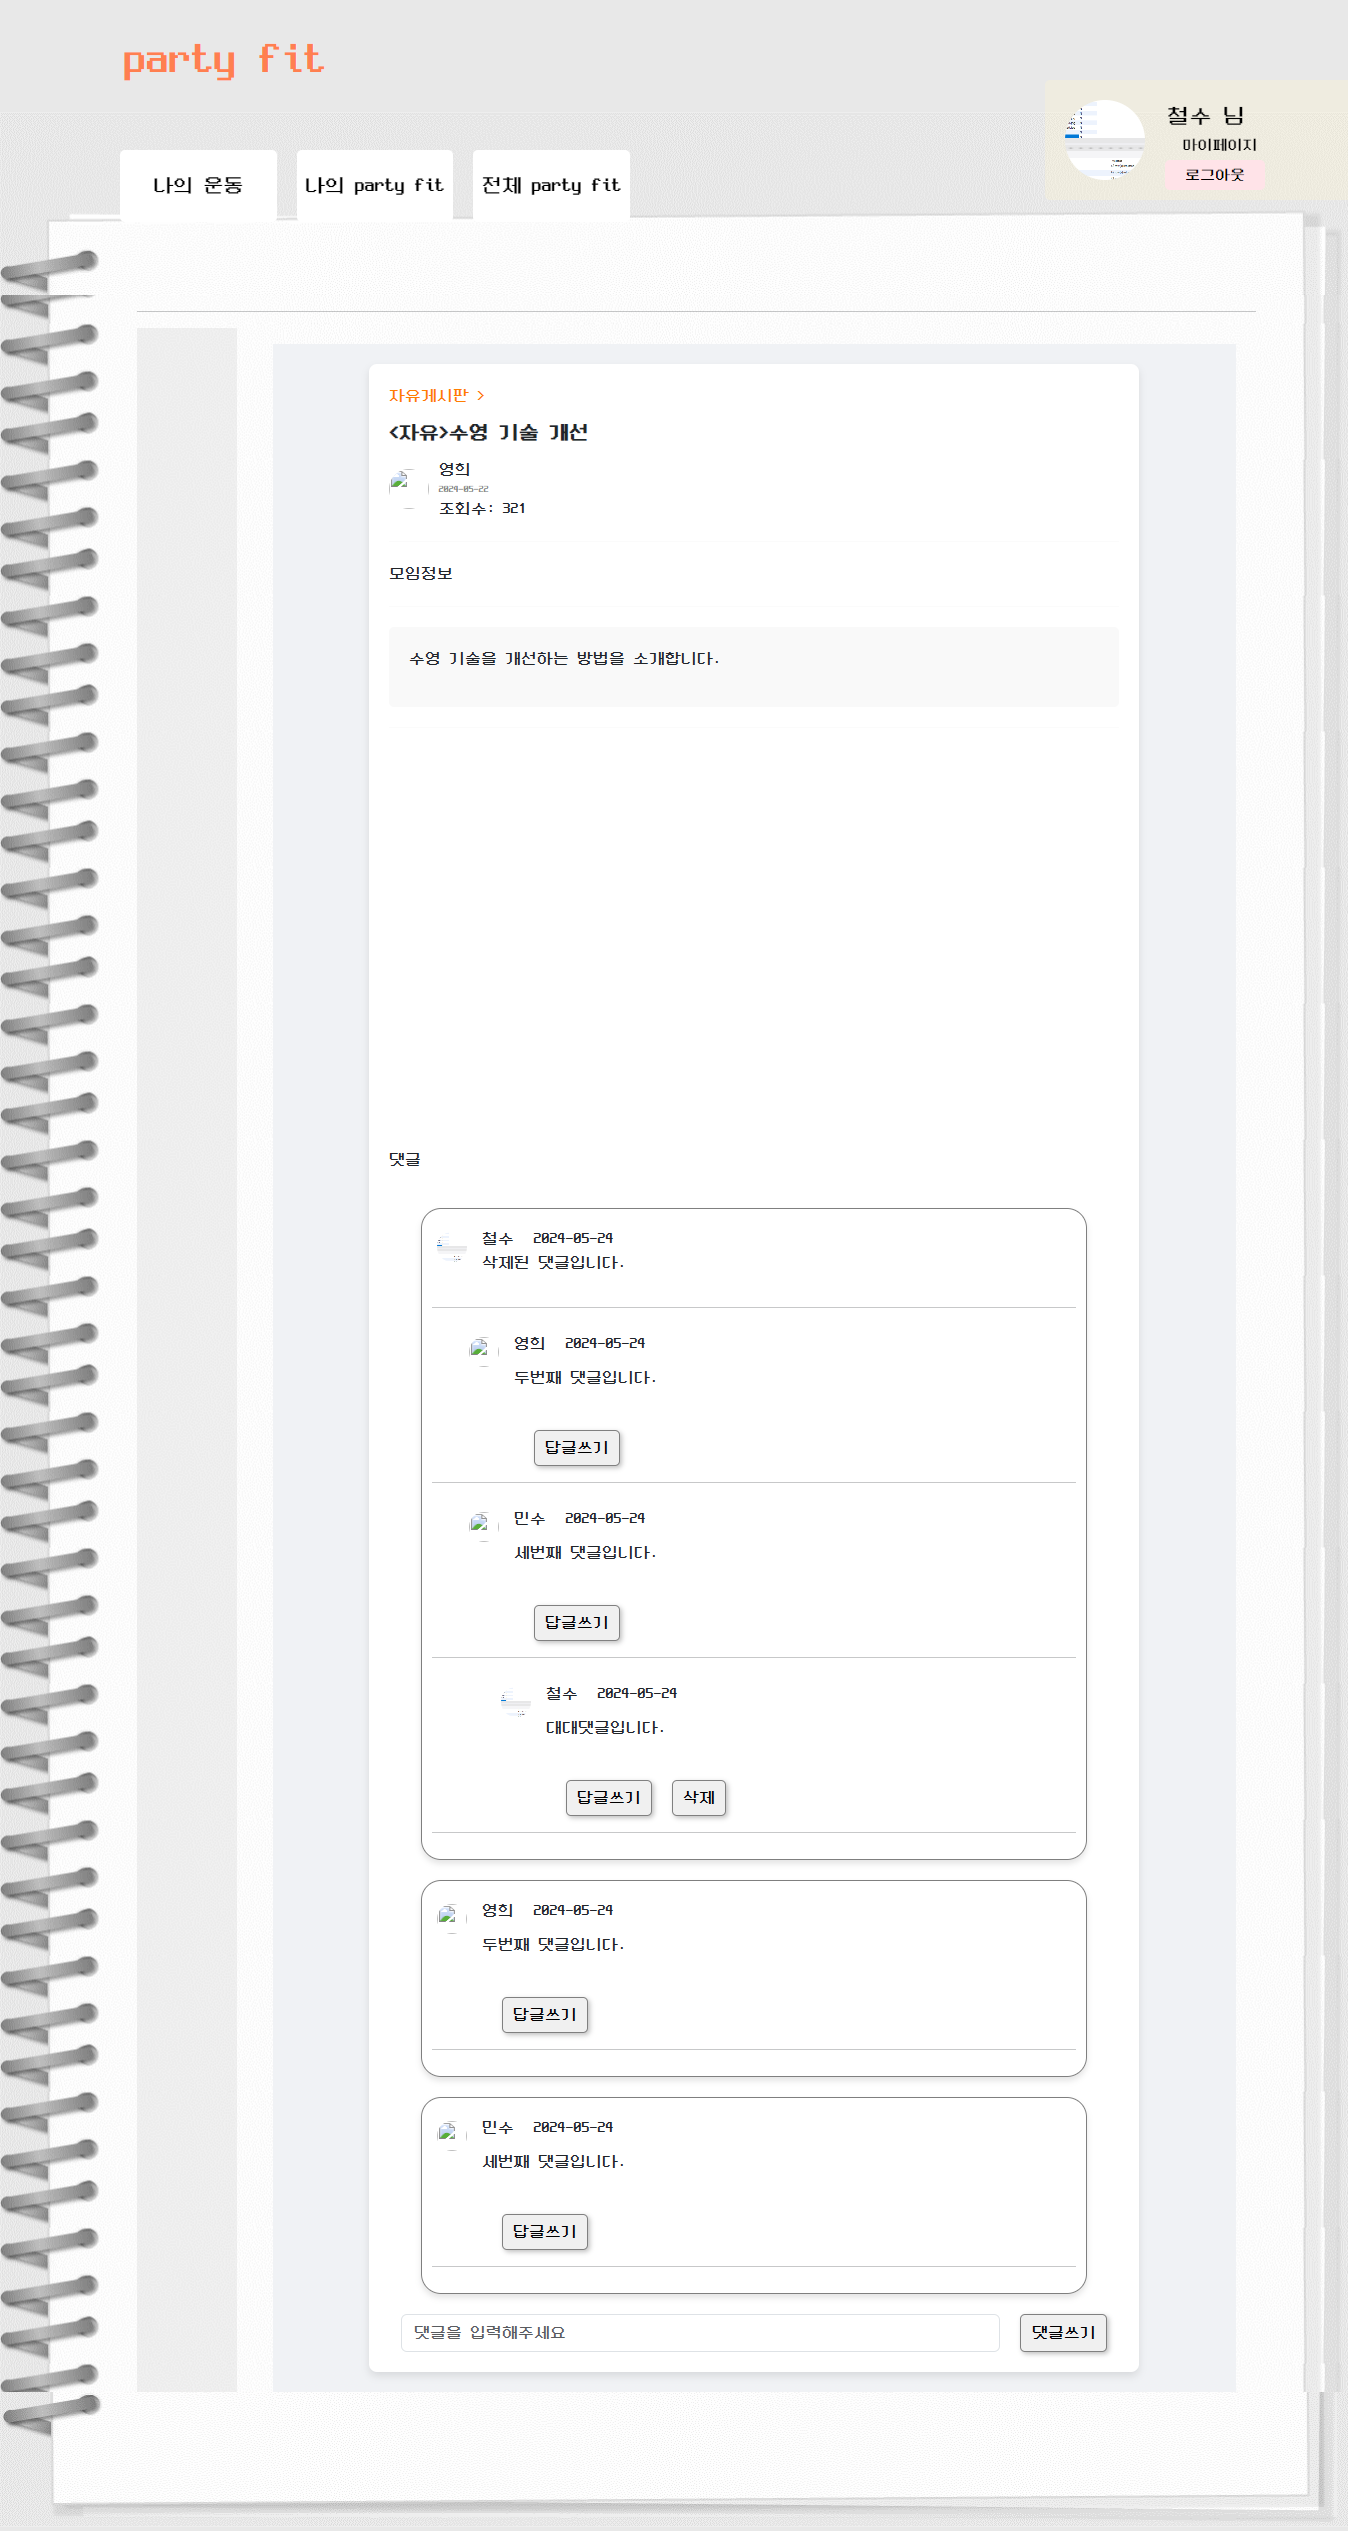 party fit
철수 님
마이페이지
로그아웃
나의 운동
나의 party fit
전체 party fit
자유게시판 >
<자유>수영 기술 개선
영희
2024-05-22
조회수: 321
모임정보
수영 기술을 개선하는 방법을 소개합니다.
댓글
철수 2024-05-24
삭제된 댓글입니다.
영희 2024-05-24
두번째 댓글입니다.
답글쓰기
민수 2024-05-24
세번째 댓글입니다.
답글쓰기
철수 2024-05-24
대대댓글입니다.
답글쓰기 삭제
영희 2024-05-24
두번째 댓글입니다.
답글쓰기
민수 2024-05-24
세번째 댓글입니다.
답글쓰기
댓글을 입력해주세요 댓글쓰기